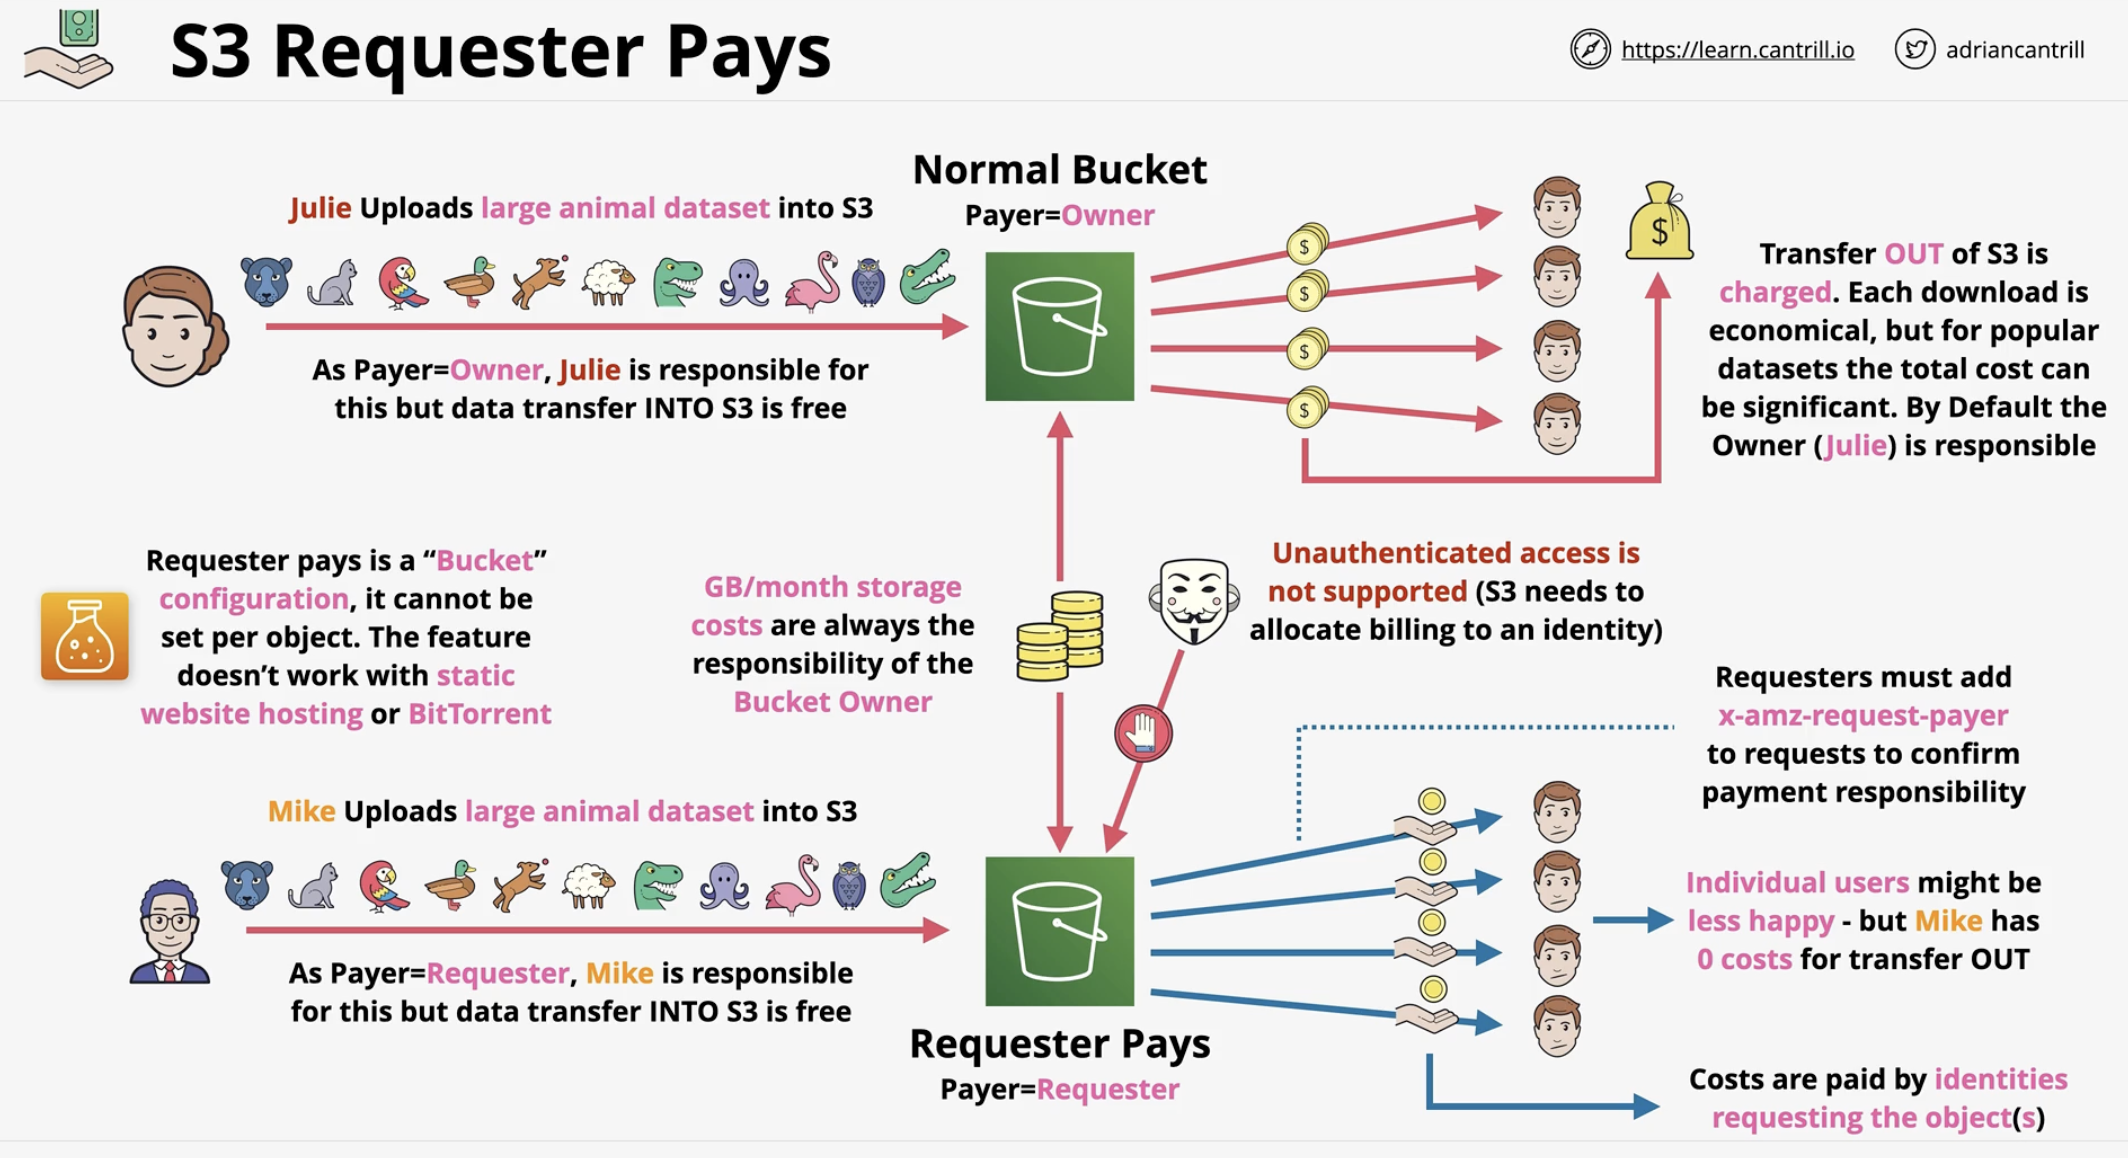 S3 Requester Pays
https://learn.cantrill.io
adriancantrill
Normal Bucket
Payer=Owner
Julie Uploads large animal dataset into S3
As Payer=Owner, Julie is responsible for
this but data transfer INTO S3 is free
$
$
$
$
$
Transfer OUT of S3 is
charged. Each download is
economical, but for popular
datasets the total cost can
be significant. By Default the
Owner (Julie) is responsible
Requester pays is a “Bucket”
configuration, it cannot be
set per object. The feature
doesn’t work with static
website hosting or BitTorrent
GB/month storage
costs are always the
responsibility of the
Bucket Owner
Unauthenticated access is
not supported (S3 needs to
allocate billing to an identity)
Requesters must add
x-amz-request-payer
to requests to confirm
payment responsibility
Mike Uploads large animal dataset into S3
As Payer=Requester, Mike is responsible
for this but data transfer INTO S3 is free
Requester Pays
Payer=Requester
Individual users might be
less happy - but Mike has
0 costs for transfer OUT
Costs are paid by identities
requesting the object(s)